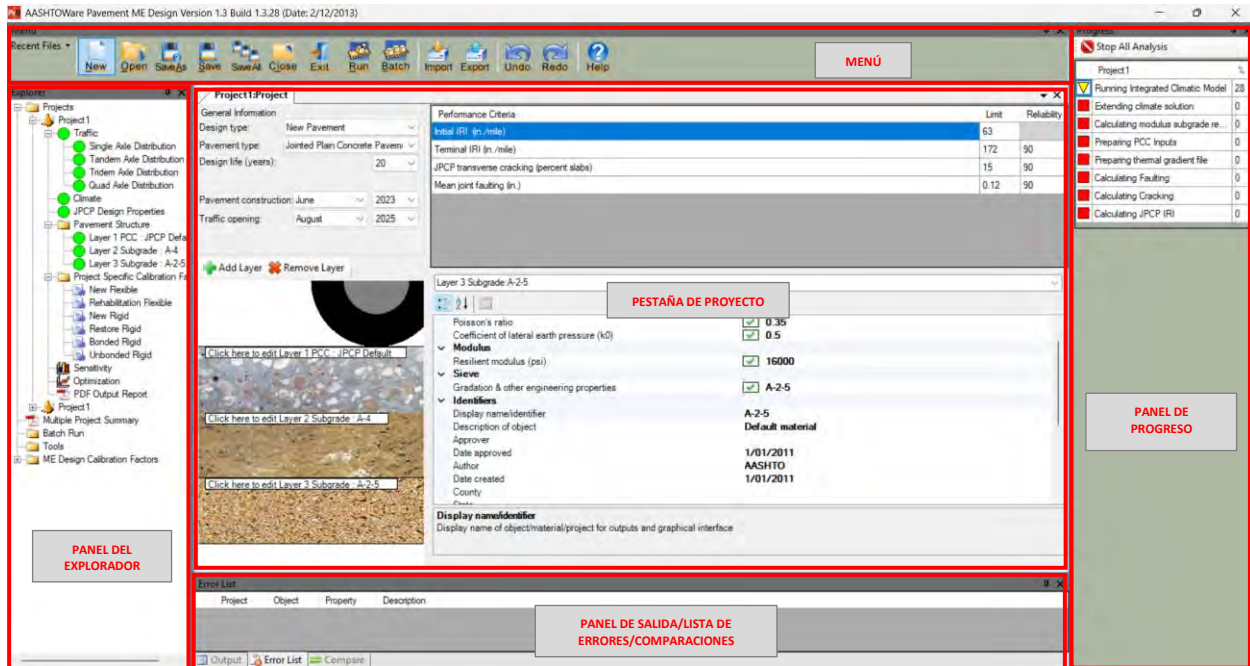 AASHTOWare Pavement ME Design Version 1.3 Build 1.3.28 (Date: 2/12/2013)
Menu
Recent Files
New Open SaveAs Save SaveAll Close Exit Run Batch Import Export Undo Redo Help
MENÚ
Explorer
Projects
Project1
Traffic
Single Axle Distribution
Tandem Axle Distribution
Tridem Axle Distribution
Quad Axle Distribution
Climate
JPCP Design Properties
Pavement Structure
Layer 1 PCC : JPCP Defa
Layer 2 Subgrade : A-4
Layer 3 Subgrade : A-2-5
Project Specific Calibration Fa
New Flexible
Rehabilitation Flexible
New Rigid
Restore Rigid
Bonded Rigid
Unbonded Rigid
Sensitivity
Optimization
PDF Output Report
Project1
Multiple Project Summary
Batch Run
Tools
ME Design Calibration Factors
PANEL DEL
EXPLORADOR
Project1:Project
General Information
Design type: New Pavement
Pavement type: Jointed Plain Concrete Pavem
Design life (years): 20
Pavement construction: June 2023
Traffic opening: August 2025
Add Layer Remove Layer
Click here to edit Layer 1 PCC : JPCP Default
Click here to edit Layer 2 Subgrade : A-4
Click here to edit Layer 3 Subgrade : A-2-5
Performance Criteria Limit Reliability
Initial IRI (in./mile) 63
Terminal IRI (in./mile) 172 90
JPCP transverse cracking (percent slabs) 15 90
Mean joint faulting (in.) 0.12 90
Layer 3 Subgrade:A-2-5
PESTAÑA DE PROYECTO
Poisson's ratio 0.35
Coefficient of lateral earth pressure (k0) 0.5
Modulus
Resilient modulus (psi) 16000
Sieve
Gradation & other engineering properties A-2-5
Identifiers
Display name/identifier A-2-5
Description of object Default material
Approver
Date approved 1/01/2011
Author AASHTO
Date created 1/01/2011
County
State
Display name/identifier
Display name of object/material/project for outputs and graphical interface
Error List
Project Object Property Description
PANEL DE SALIDA/LISTA DE
ERRORES/COMPARACIONES
Output Error List Compare
Progress
Stop All Analysis
Project1 %
Running Integrated Climatic Model 28
Extending climate solution 0
Calculating modulus subgrade re... 0
Preparing PCC Inputs 0
Preparing thermal gradient file 0
Calculating Faulting 0
Calculating Cracking 0
Calculating JPCP IRI 0
PANEL DE
PROGRESO